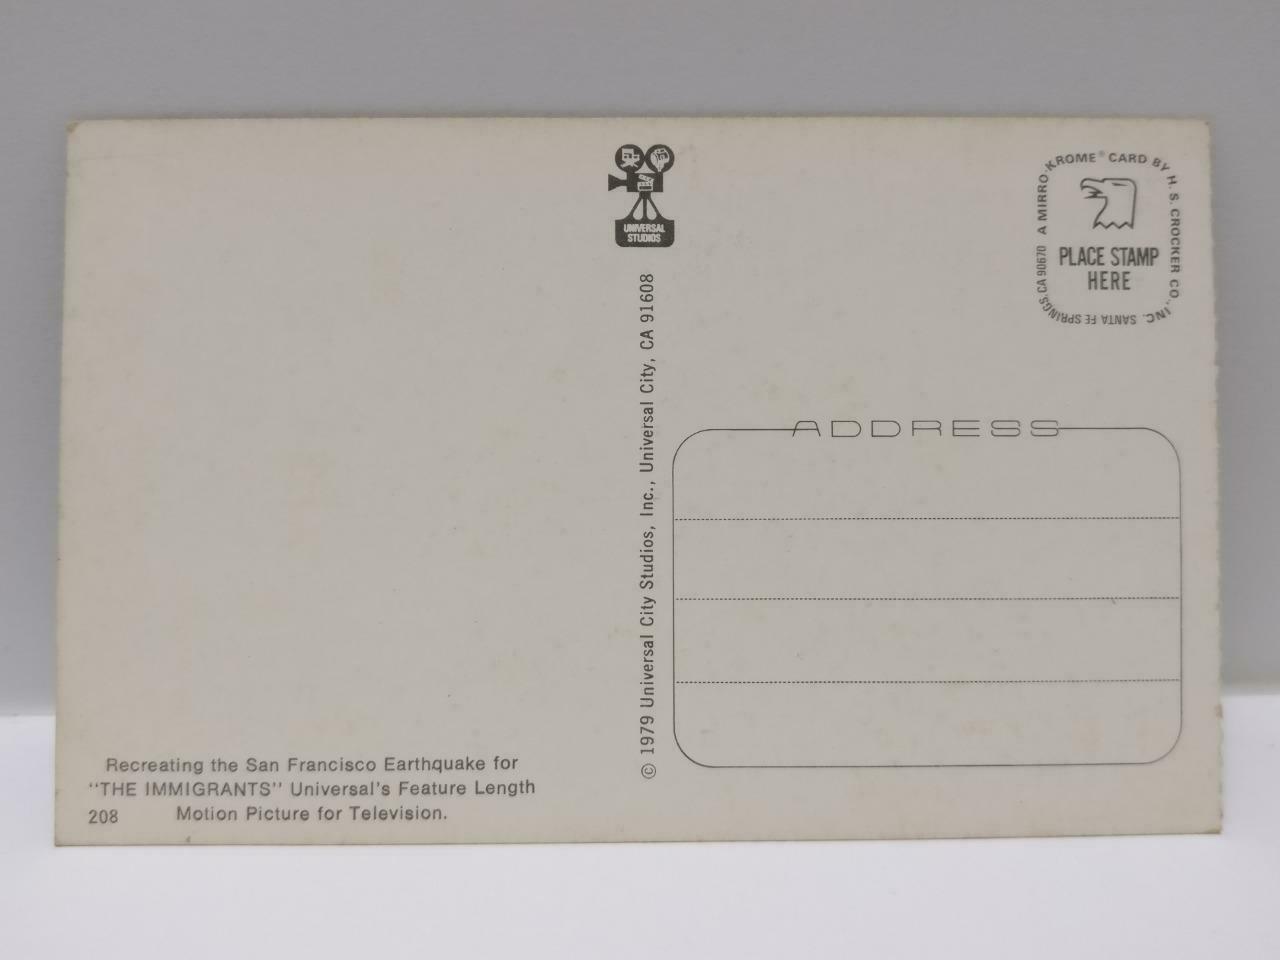 UNIVERSAL
STUDIOS
A MIRRO-KROME® CARD BY H. S. CROCKER CO., INC. SANTA FE SPRINGS, CA 90670
PLACE STAMP
HERE
© 1979 Universal City Studios, Inc., Universal City, CA 91608
ADDRESS
Recreating the San Francisco Earthquake for
"THE IMMIGRANTS" Universal's Feature Length
208 Motion Picture for Television.